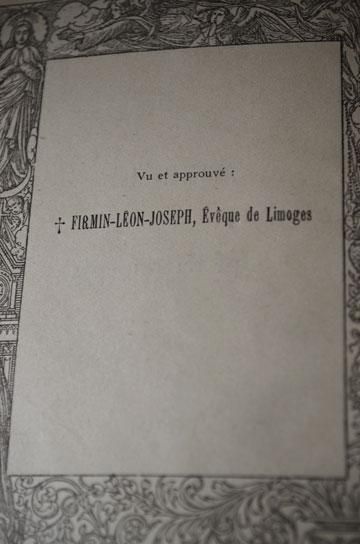 Vu et approuvé :
† FIRMIN-LÉON-JOSEPH, Évêque de Limoges